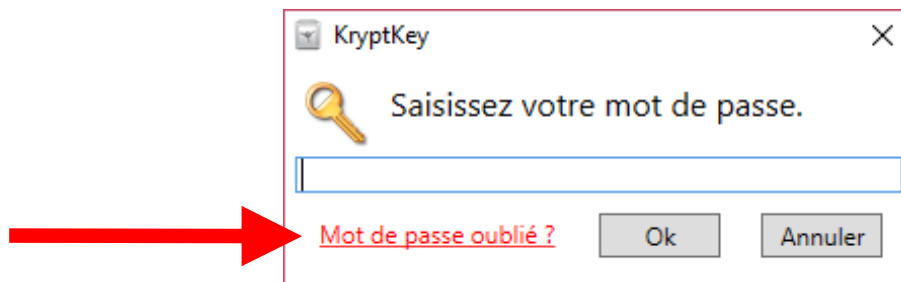 KryptKey
Saisissez votre mot de passe.
Mot de passe oublié ?
Ok
Annuler